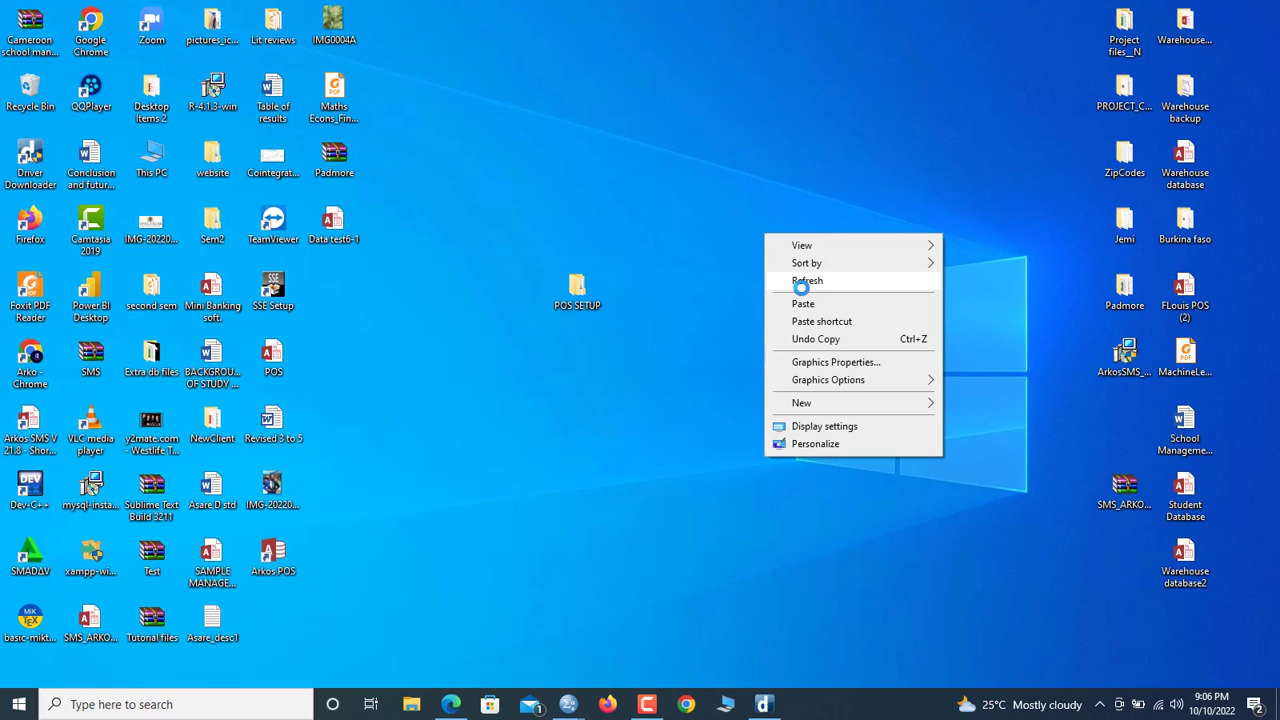 Cameroon
school man...
Google
Chrome
Zoom
pictures_ic...
Lit reviews
IMG0004A
Recycle Bin
QQPlayer
Desktop
Items 2
R-4.1.3-win
Table of
results
Maths
Econs_Fin...
Driver
Downloader
Conclusion
and futur...
This PC
website
Cointegrat...
Padmore
Firefox
Camtasia
2019
IMG-20220...
Sem2
TeamViewer
Data test6-1
Foxit PDF
Reader
Power BI
Desktop
second sem
Mini Banking
soft.
SSE Setup
POS SETUP
Arko -
Chrome
SMS
Extra db files
BACKGROU...
OF STUDY ...
POS
Arkos SMS V
21.8 - Shor...
VLC media
player
y2mate.com
- Westlife T...
NewClient
Revised 3 to 5
Dev-C++
mysql-insta...
Sublime Text
Build 3211
Asare D std
IMG-20220...
SMADAV
xampp-wi...
Test
SAMPLE
MANAGE...
Arkos POS
basic-mikt...
SMS_ARKO...
Tutorial files
Asare_desc1
View
Sort by
Refresh
Paste
Paste shortcut
Undo Copy Ctrl+Z
Graphics Properties...
Graphics Options
New
Display settings
Personalize
Project
files__N
Warehouse...
PROJECT_C...
Warehouse
backup
ZipCodes
Warehouse
database
Jemi
Burkina faso
Padmore
FLouis POS
(2)
ArkosSMS_...
MachineLe...
School
Manageme...
SMS_ARKO...
Student
Database
Warehouse
database2
Type here to search
25°C Mostly cloudy
9:06 PM
10/10/2022